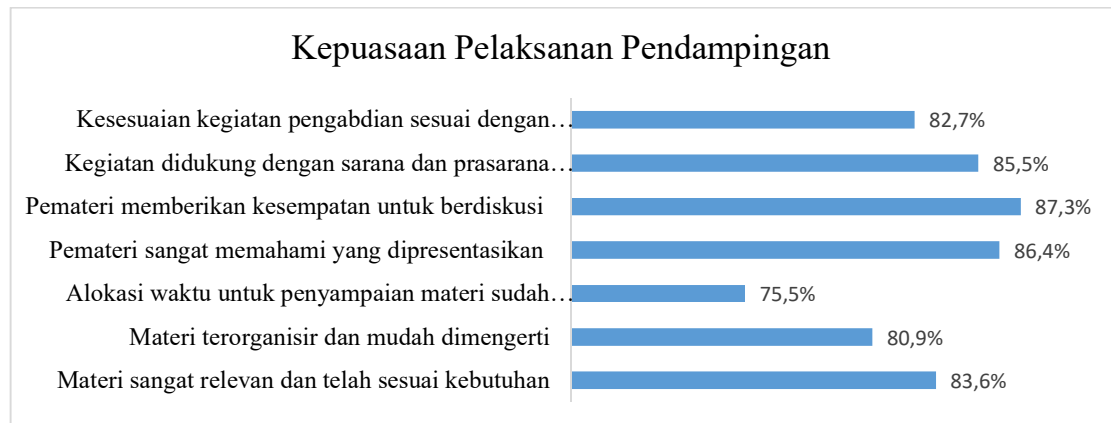 Kepuasaan Pelaksanan Pendampingan
Kesesuaian kegiatan pengabdian sesuai dengan… 82,7%
Kegiatan didukung dengan sarana dan prasarana… 85,5%
Pemateri memberikan kesempatan untuk berdiskusi 87,3%
Pemateri sangat memahami yang dipresentasikan 86,4%
Alokasi waktu untuk penyampaian materi sudah… 75,5%
Materi terorganisir dan mudah dimengerti 80,9%
Materi sangat relevan dan telah sesuai kebutuhan 83,6%